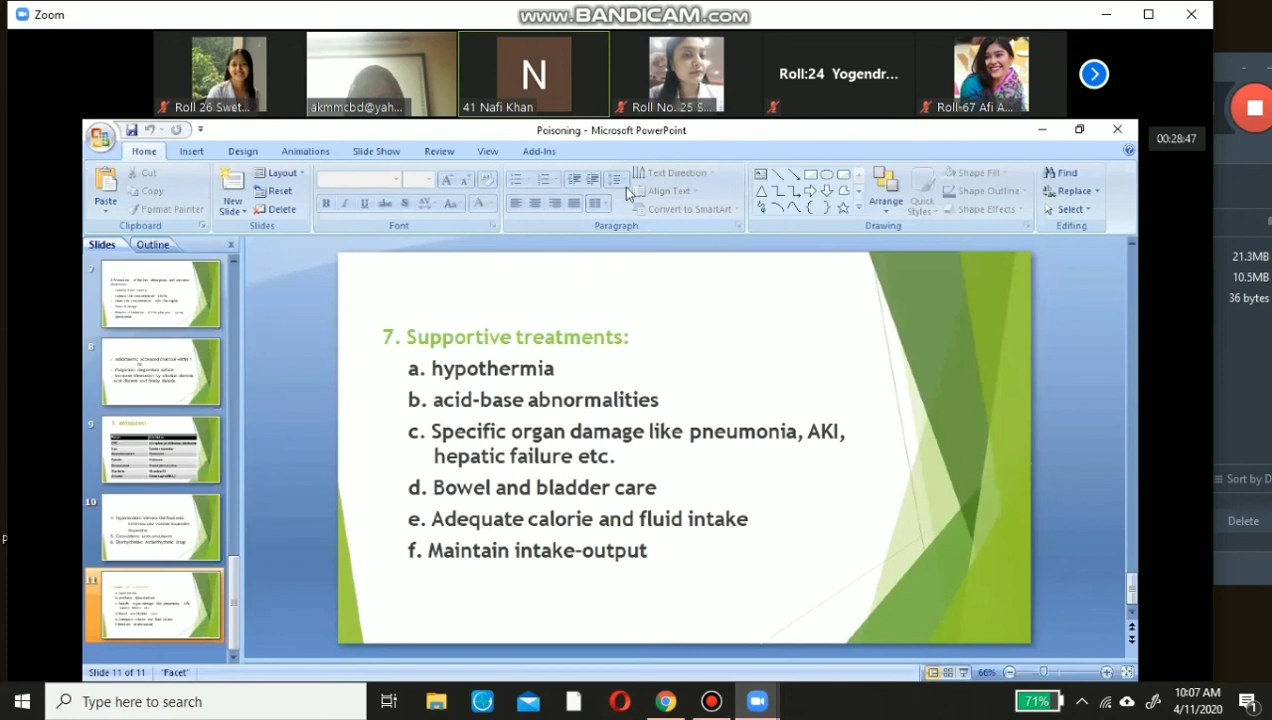 Zoom
www.BANDICAM.com
Roll 26 Swet...
akmmcbd@yah...
N
41 Nafi Khan
Roll No. 25 S...
Roll:24 Yogendr...
Roll-67 Afi A...
Poisoning - Microsoft PowerPoint
00:28:47
Home Insert Design Animations Slide Show Review View Add-Ins
Paste
Cut
Copy
Format Painter
New Slide
Layout
Reset
Delete
Text Direction
Align Text
Convert to SmartArt
Arrange
Quick Styles
Shape Fill
Shape Outline
Shape Effects
Find
Replace
Select
Clipboard Slides Font Paragraph Drawing Editing
Slides Outline
7
8
9
10
11
7. Supportive treatments:
a. hypothermia
b. acid-base abnormalities
c. Specific organ damage like pneumonia, AKI,
hepatic failure etc.
d. Bowel and bladder care
e. Adequate calorie and fluid intake
f. Maintain intake-output
21.3MB
10.5MB
36 bytes
Sort by D
Delete
Slide 11 of 11 "Facet" 66%
Type here to search
71%
10:07 AM
4/11/2020